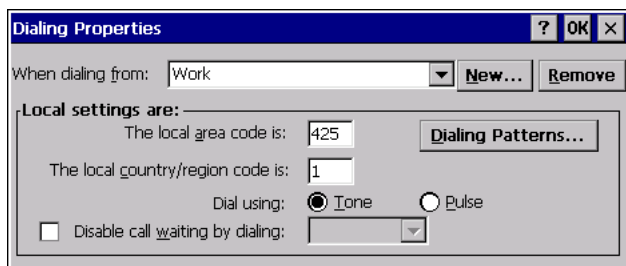 Dialing Properties ? OK ×
When dialing from: Work New... Remove
Local settings are:
The local area code is: 425 Dialing Patterns...
The local country/region code is: 1
Dial using: Tone Pulse
Disable call waiting by dialing: